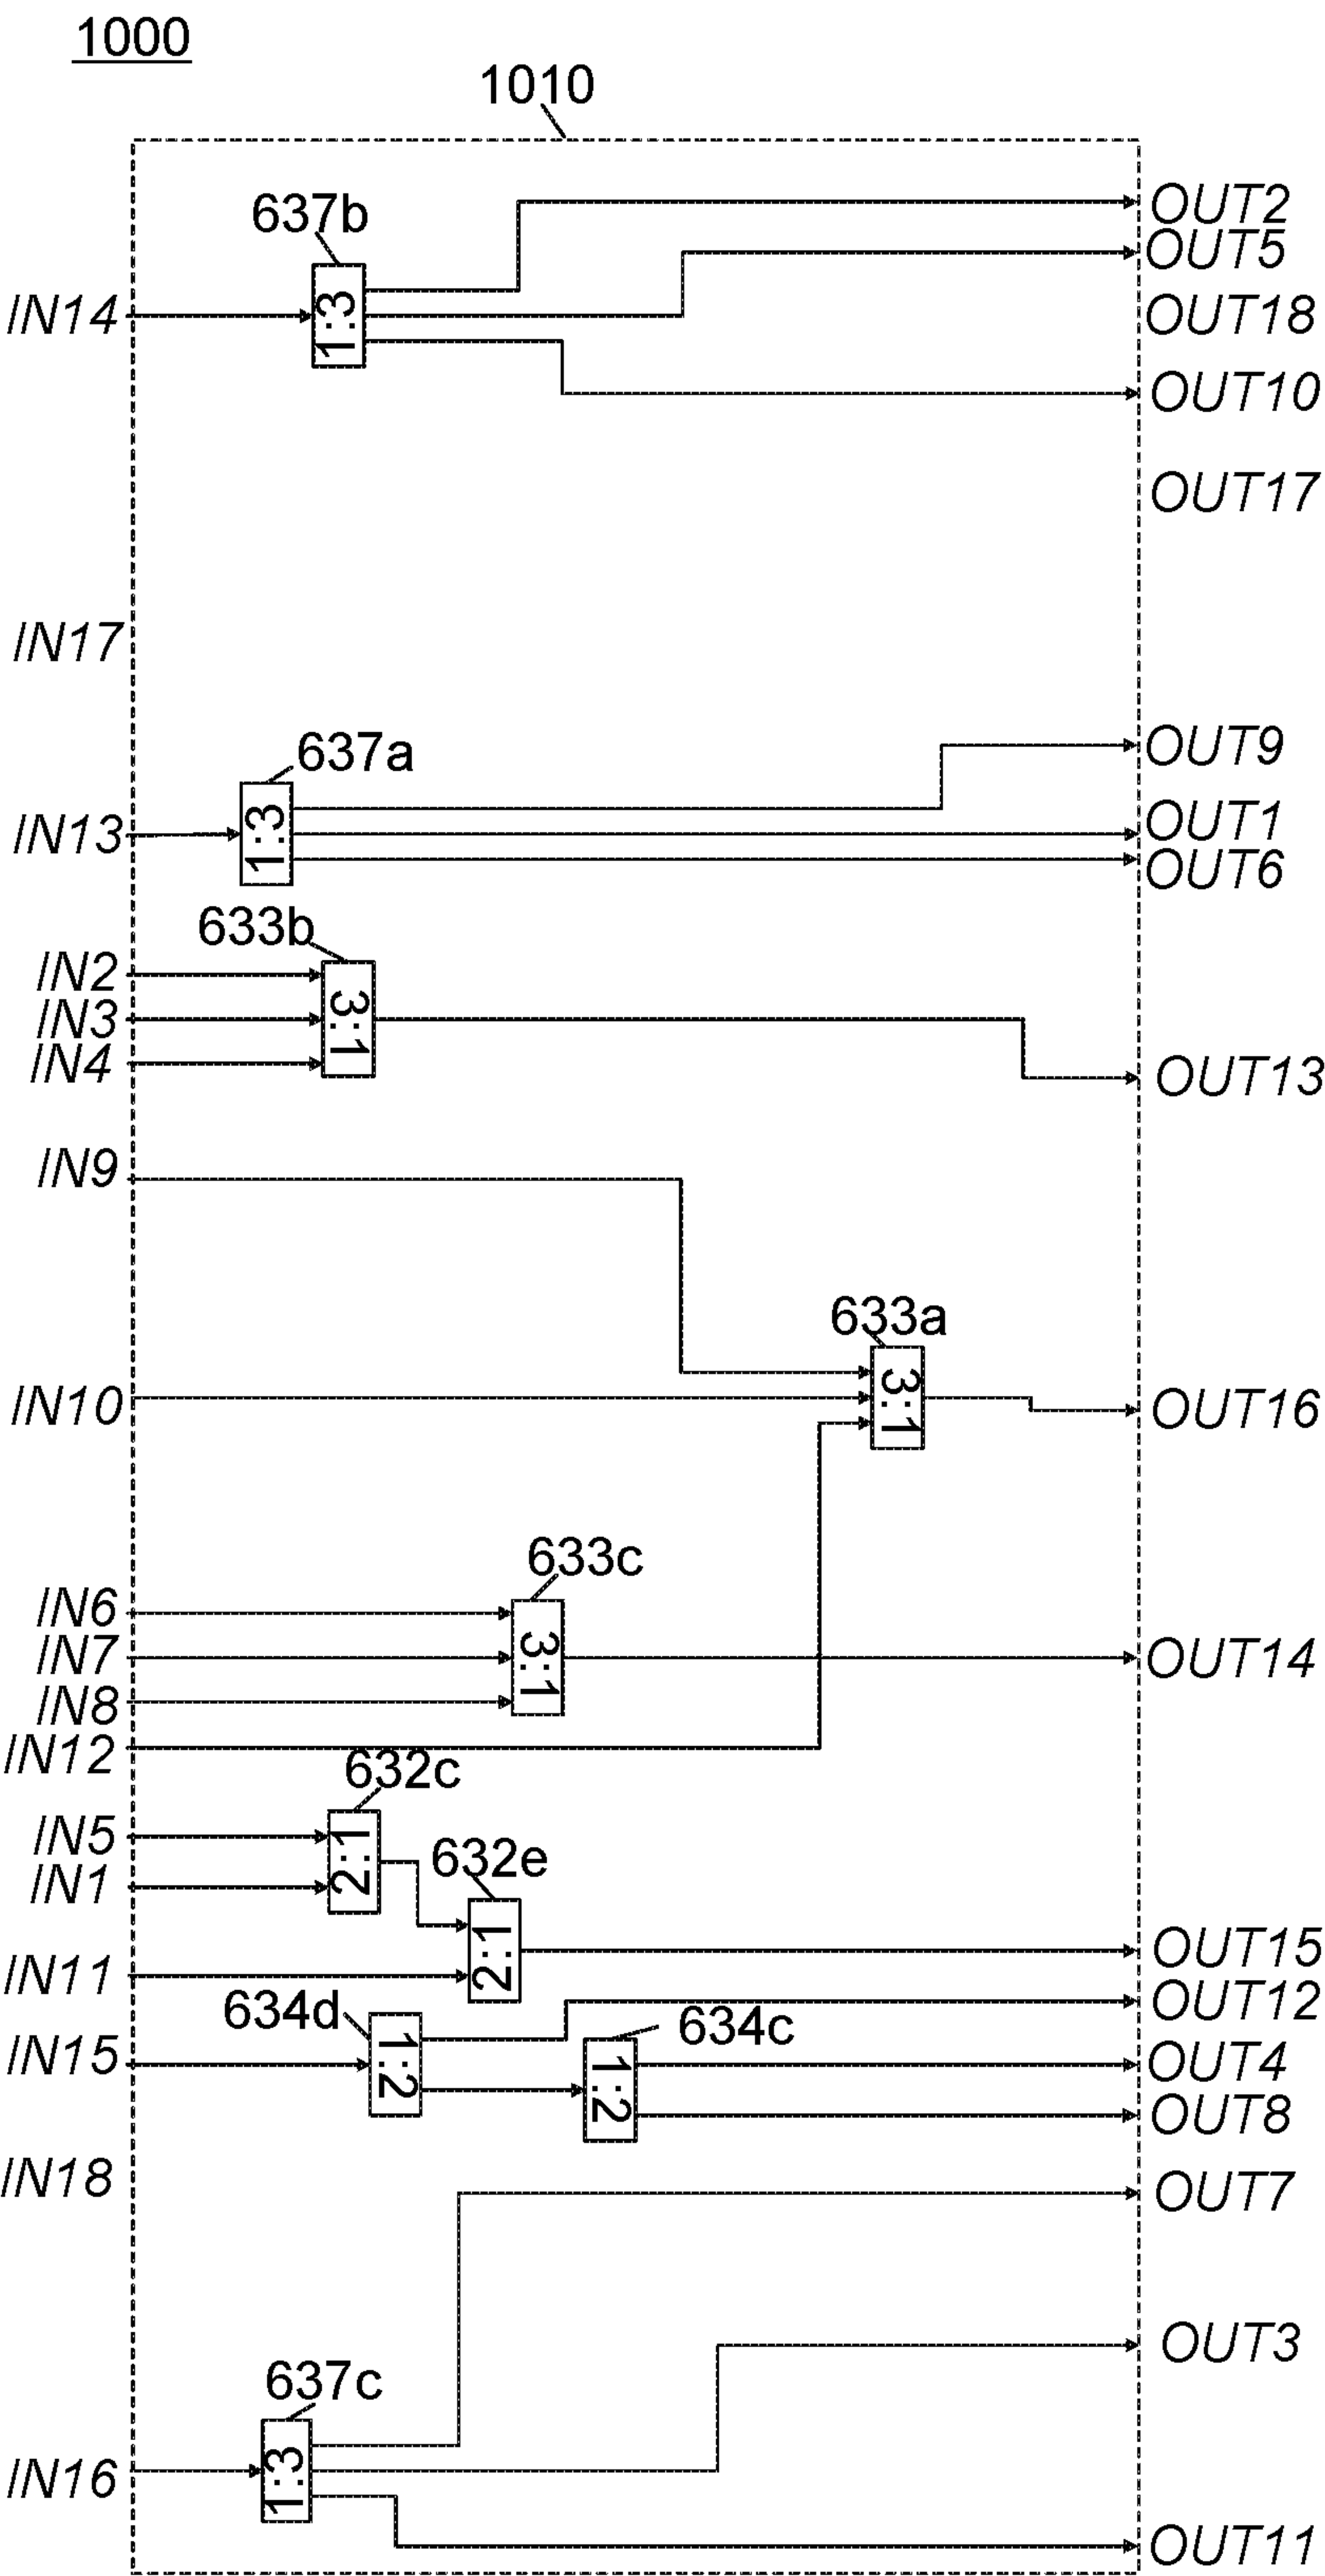 1000
1010
637b
OUT2
OUT5
IN14
1:3
OUT18
OUT10
OUT17
IN17
637a
OUT9
IN13
1:3
OUT1
OUT6
633b
IN2
IN3
3:1
IN4
OUT13
IN9
633a
IN10
3:1
OUT16
633c
IN6
IN7
3:1
OUT14
IN8
IN12
632c
IN5
2:1
IN1
632e
2:1
OUT15
IN11
634d
OUT12
634c
IN15
1:2
1:2
OUT4
OUT8
IN18
OUT7
OUT3
637c
IN16
1:3
OUT11